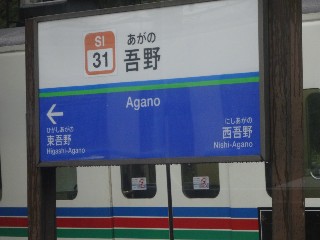 SI
31
あがの
吾野
Agano
ひがしあがの
東吾野
Higashi-Agano
にしあがの
西吾野
Nishi-Agano